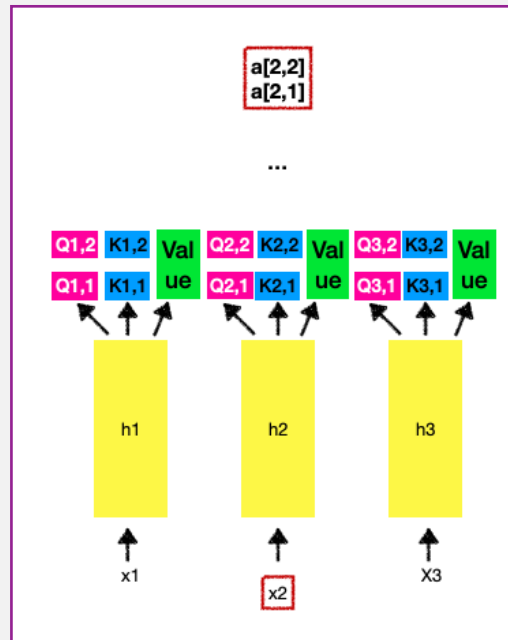 a[2,2]
a[2,1]
...
Q1,2 K1,2 Val Q2,2 K2,2 Val Q3,2 K3,2 Val
Q1,1 K1,1 ue Q2,1 K2,1 ue Q3,1 K3,1 ue
h1 h2 h3
x1 x2 X3